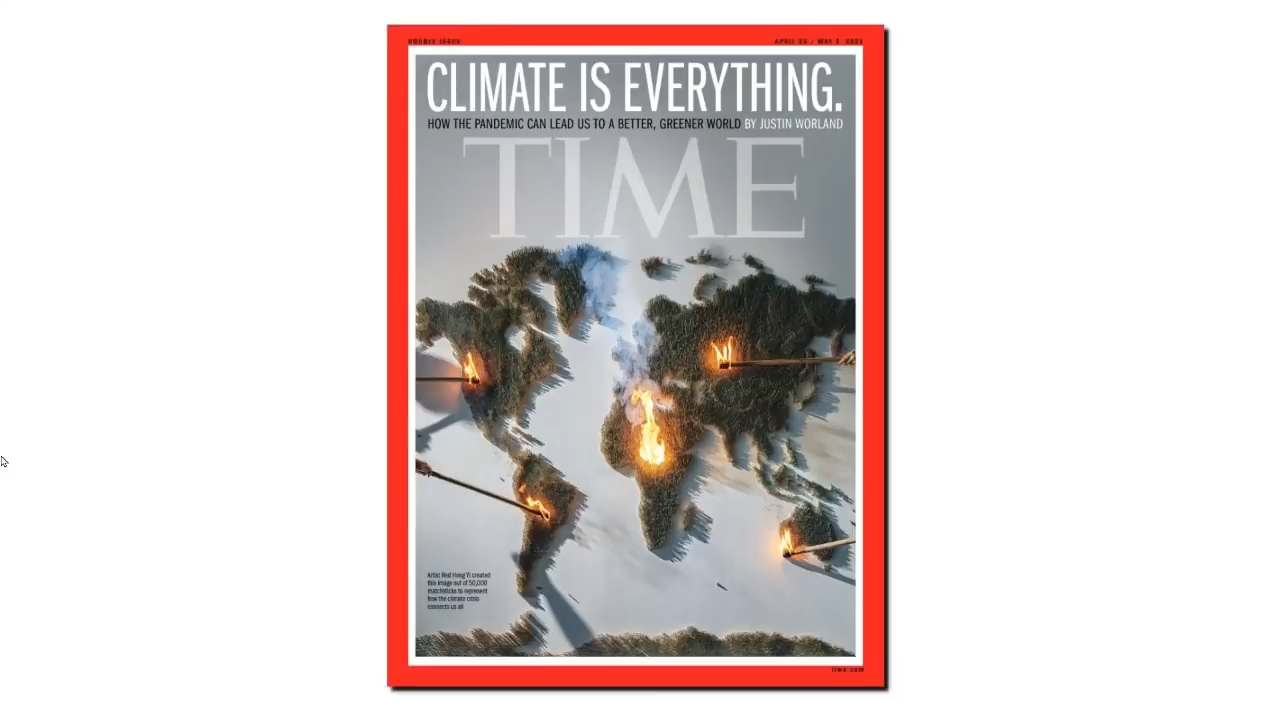 DOUBLE ISSUE
APRIL 26 / MAY 3, 2021
CLIMATE IS EVERYTHING.
HOW THE PANDEMIC CAN LEAD US TO A BETTER, GREENER WORLD BY JUSTIN WORLAND
TIME
Artist Red Hong Yi created
this image out of 50,000
matchsticks to represent
how the climate crisis
connects us all
time.com